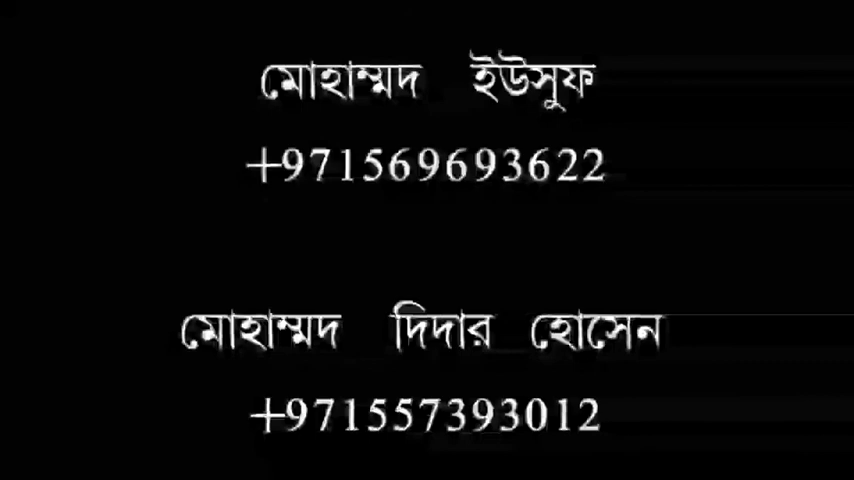 মোহাম্মদ ইউসুফ
+971569693622
মোহাম্মদ দিদার হোসেন
+971557393012